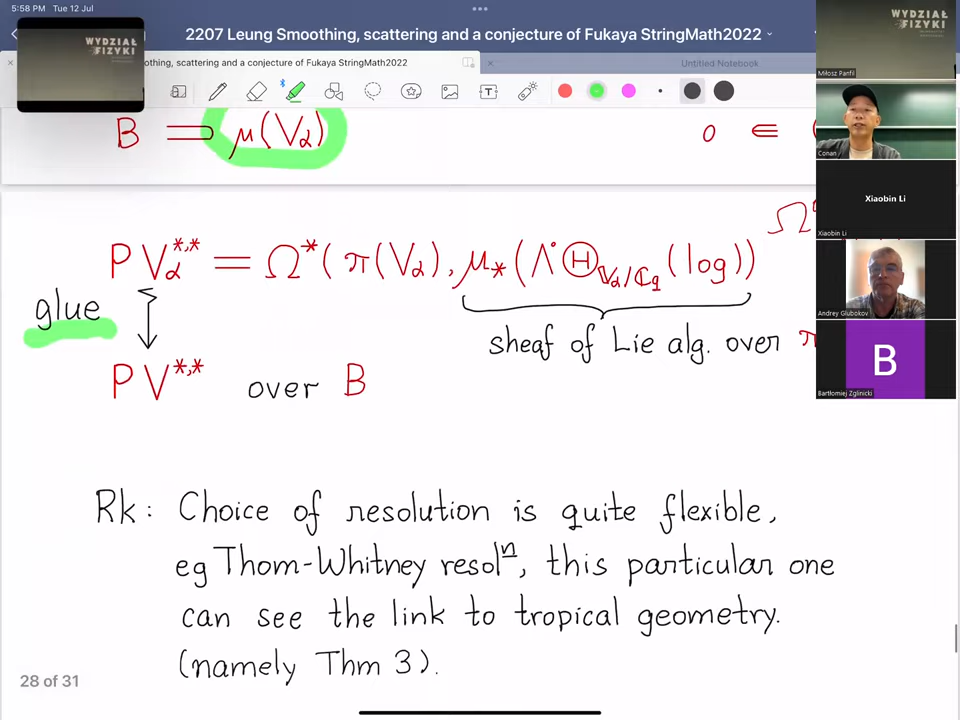 5:58 PM Tue 12 Jul
2207 Leung Smoothing, scattering and a conjecture of Fukaya StringMath2022
WYDZIAŁ
FIZYKI
oothing, scattering and a conjecture of Fukaya StringMath2022
Untitled Notebook
WYDZIAŁ
FIZYKI
Miłosz Panfil
Conan
Xiaobin Li
Xiaobin Li
Andrey Glubokov
B
Bartłomiej Zglinicki
B = μ(V_α)
0 ∈ (
PV_α^{*,*} = Ω^*(π(V_α), μ_*(Λ^• Θ_{𝕍_α/ℂ_q}(log))
Ω
glue
sheaf of Lie alg. over π
PV^{*,*} over B
Rk: Choice of resolution is quite flexible,
eg Thom-Whitney resolⁿ, this particular one
can see the link to tropical geometry.
(namely Thm 3).
28 of 31